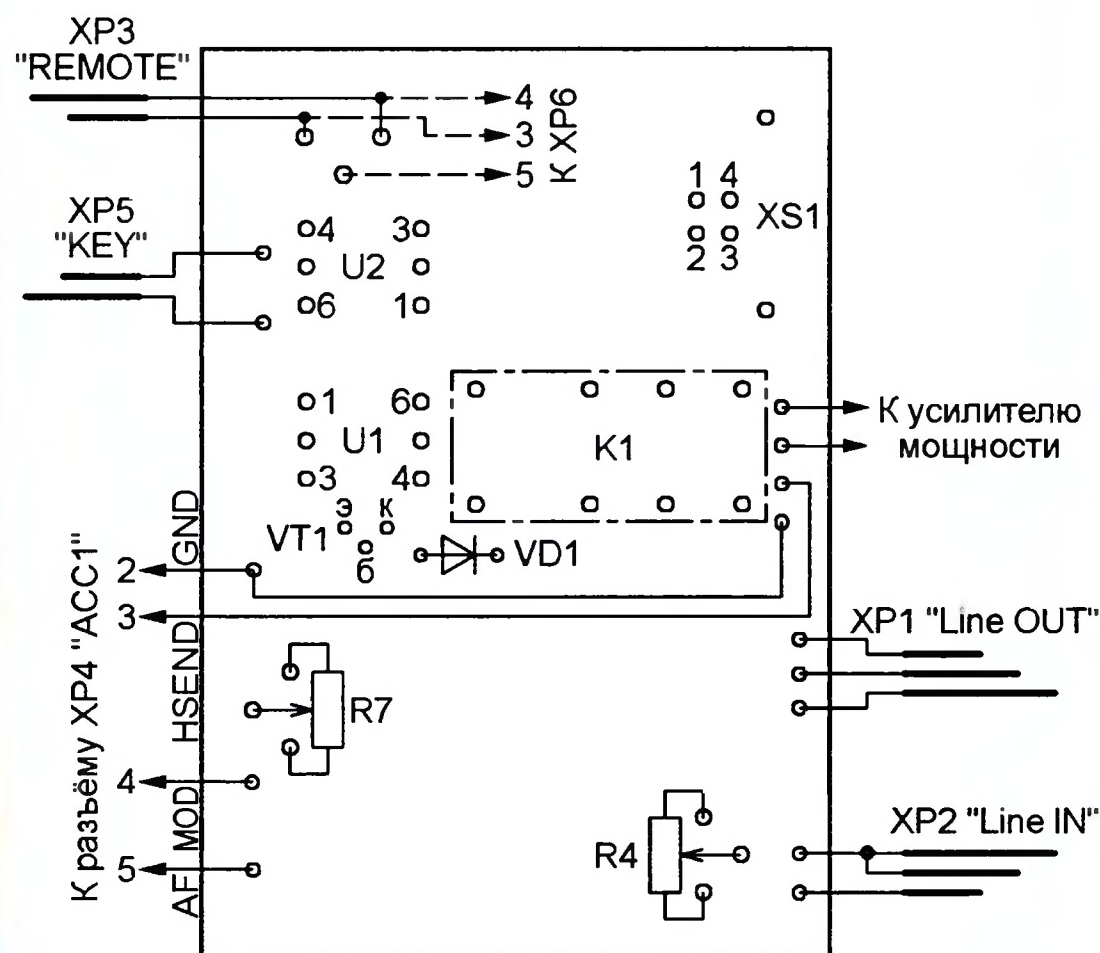 XP3
"REMOTE"
4
3
5
К XP6
1 4
XS1
2 3
XP5
"KEY"
4 3
U2
6 1
1 6
U1
3 4
K1
К усилителю
мощности
э к
VT1
б
VD1
К разъёму XP4 "ACC1"
2
GND
3
HSEND
4
MOD
5
AF
R7
XP1 "Line OUT"
R4
XP2 "Line IN"